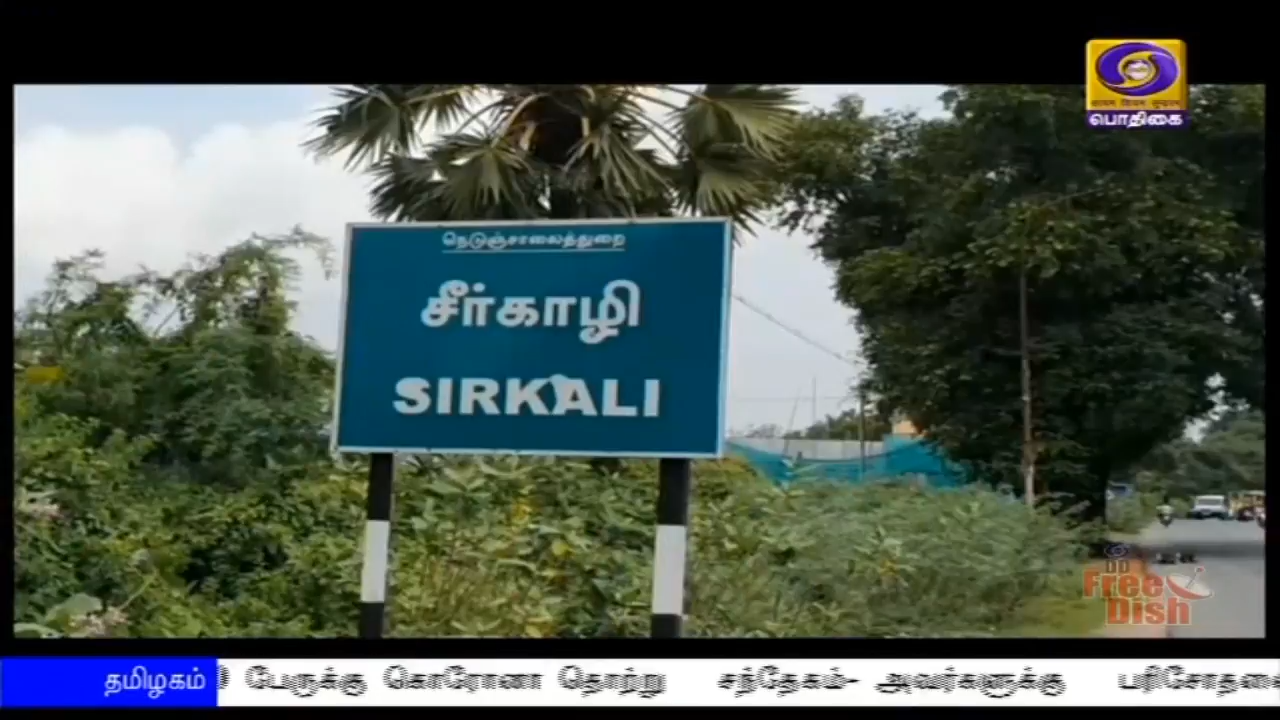 பொதிகை
நெடுஞ்சாலைத்துறை
சீர்காழி
SIRKALI
DD
Free
Dish
தமிழகம் பேருக்கு கொரோனா தொற்று சந்தேகம்- அவர்களுக்கு